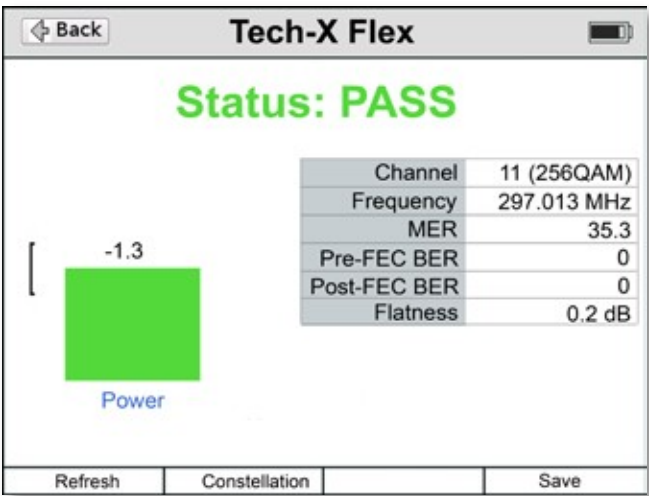 Back
Tech-X Flex
Status: PASS
Channel 11 (256QAM)
Frequency 297.013 MHz
MER 35.3
Pre-FEC BER 0
Post-FEC BER 0
Flatness 0.2 dB
-1.3
Power
Refresh Constellation Save